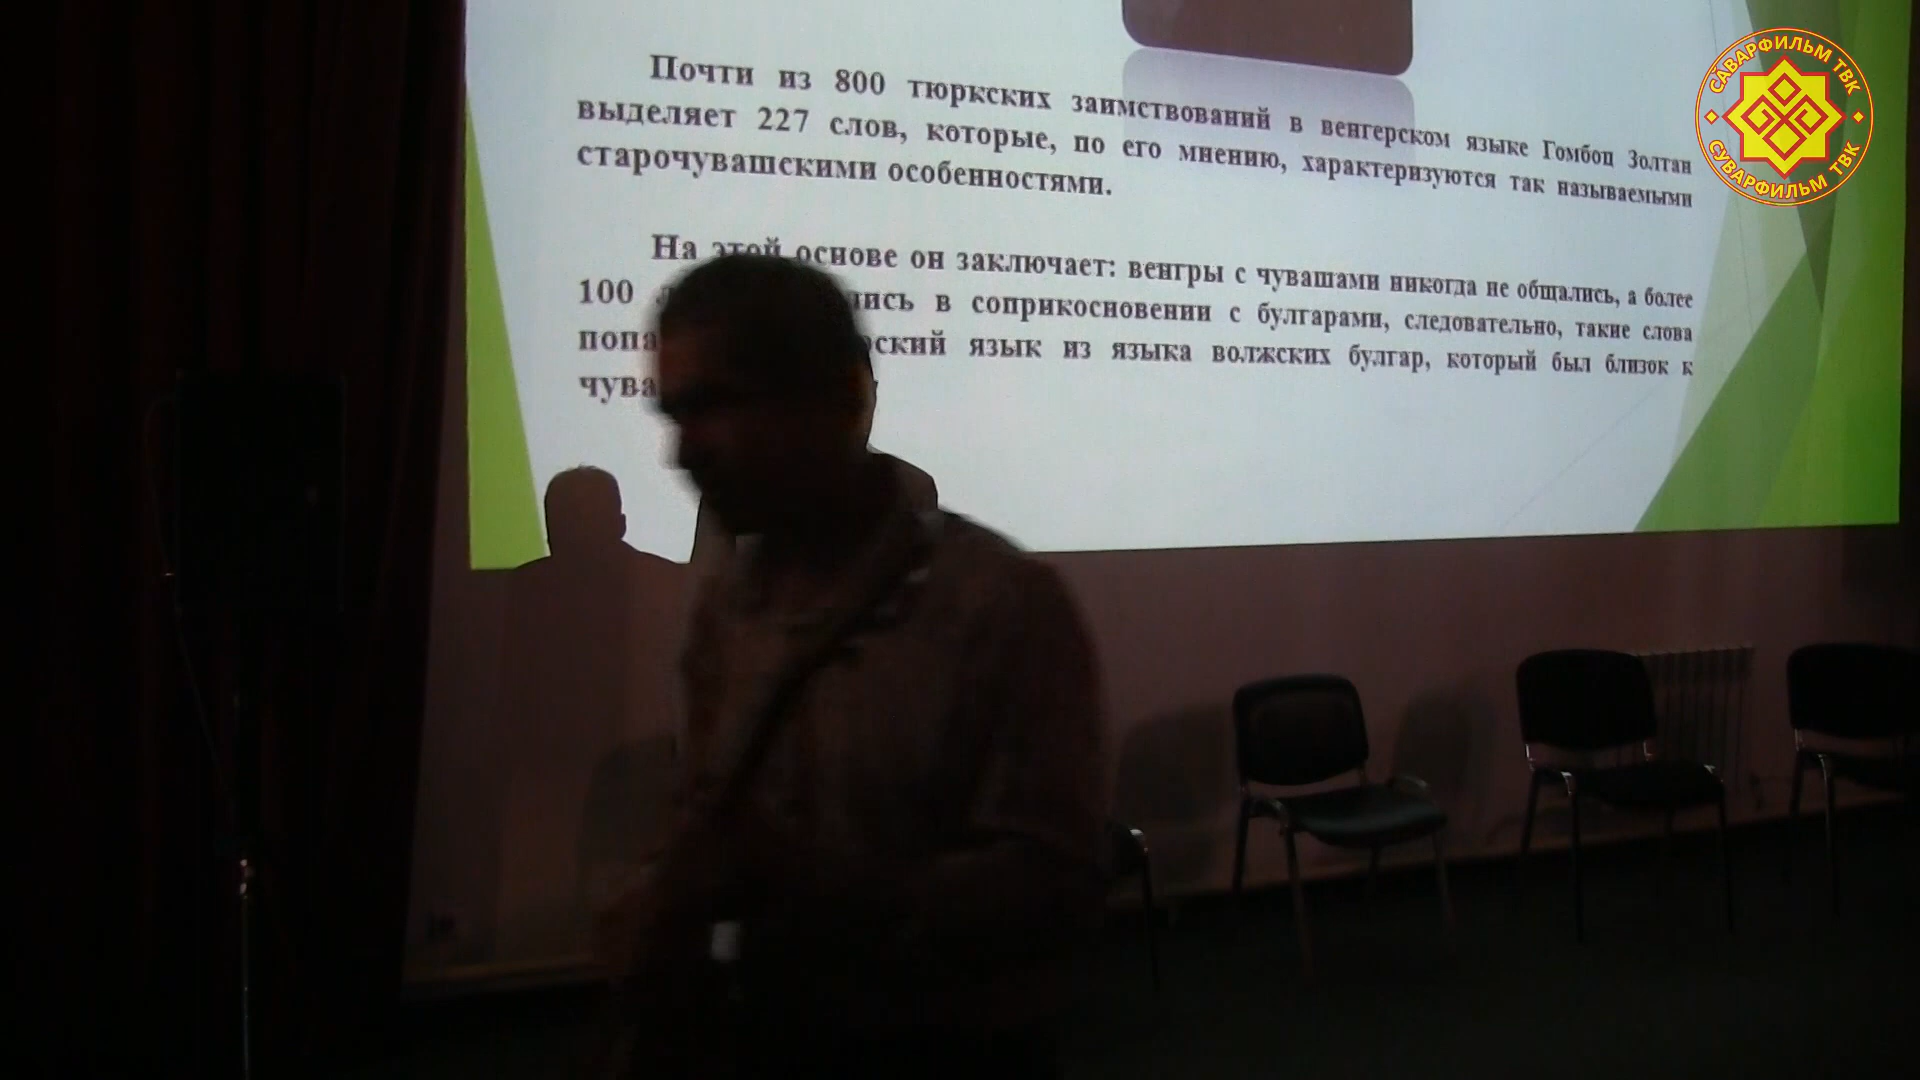 Почти из 800 тюркских заимствований в венгерском языке Гомбоц Золтан
выделяет 227 слов, которые, по его мнению, характеризуются так называемыми
старочувашскими особенностями.
На этой основе он заключает: венгры с чувашами никогда не общались, а более
100 в соприкосновении с булгарами, следовательно, такие слова
язык из языка волжских булгар, который был близок к
САВАРФИЛЬМ ТВК
СУВАРФИЛЬМ ТВК